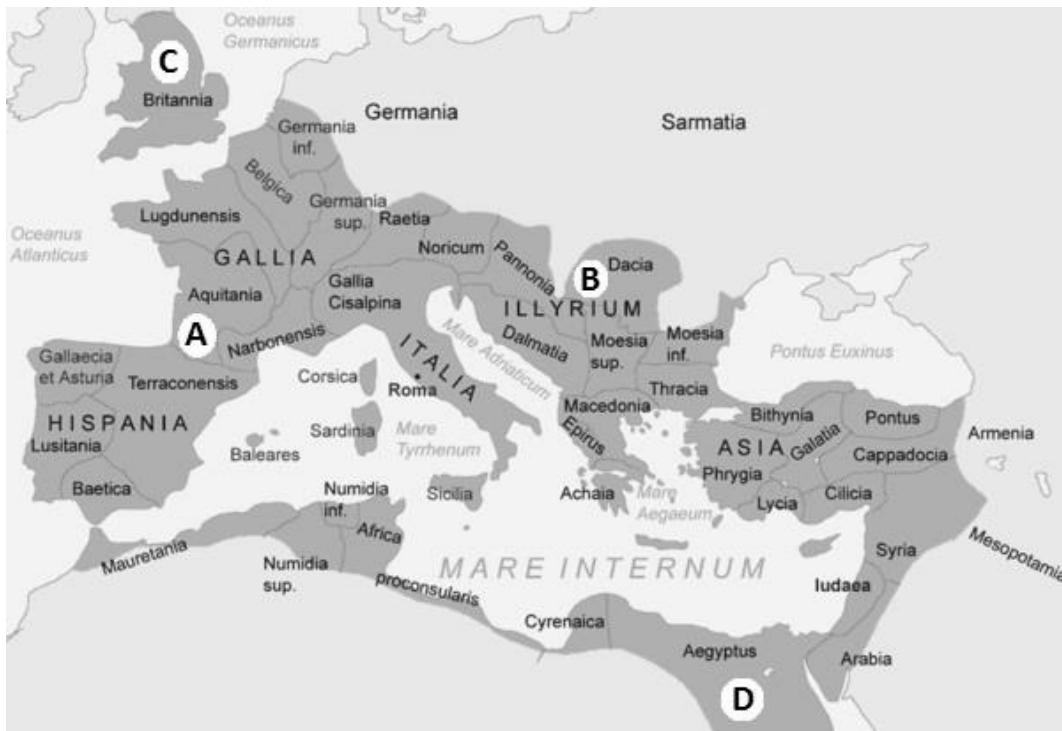 Oceanus
Germanicus
C
Britannia
Germania
Sarmatia
Germania
inf.
Belgica
Lugdunensis
Germania
sup.
Raetia
Noricum
Pannonia
Dacia
B
Oceanus
Atlanticus
GALLIA
Aquitania
Gallia
Cisalpina
ILLYRIUM
Dalmatia
Moesia
sup.
Moesia
inf.
Pontus Euxinus
A
Narbonensis
ITALIA
Mare Adriaticum
Gallaecia
et Asturia
Terraconensis
Corsica
Roma
Thracia
Macedonia
Bithynia
Pontus
Armenia
HISPANIA
Lusitania
Baetica
Baleares
Sardinia
Mare
Tyrrhenum
Epirus
ASIA
Galatia
Cappadocia
Phrygia
Lycia
Cilicia
Achaia
Mare
Aegaeum
Sicilia
Numidia
inf.
Africa
proconsularis
Mauretania
Numidia
sup.
MARE INTERNUM
Syria
Mesopotamia
Iudaea
Cyrenaica
Aegyptus
Arabia
D